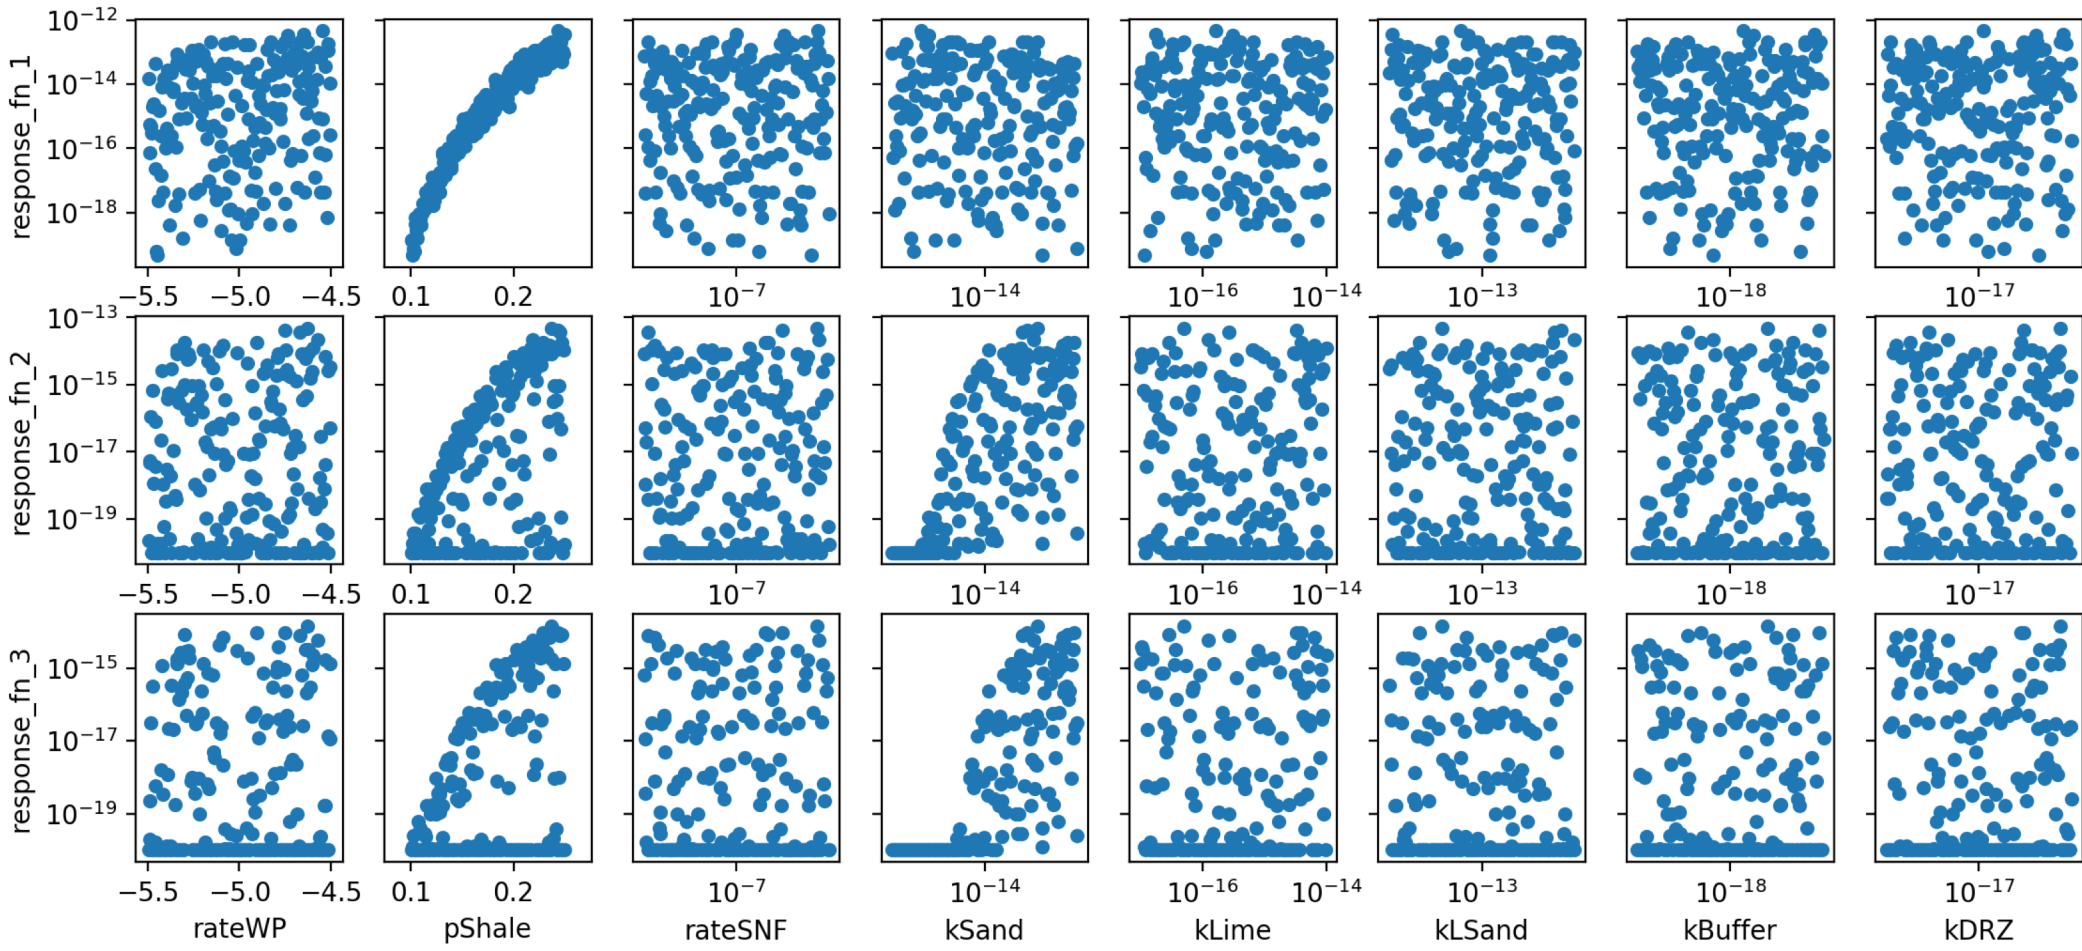 10⁻¹²
10⁻¹⁴
10⁻¹⁶
10⁻¹⁸
response_fn_1
−5.5 −5.0 −4.5 0.1 0.2 10⁻⁷ 10⁻¹⁴ 10⁻¹⁶ 10⁻¹⁴ 10⁻¹³ 10⁻¹⁸ 10⁻¹⁷
10⁻¹³
10⁻¹⁵
10⁻¹⁷
10⁻¹⁹
response_fn_2
−5.5 −5.0 −4.5 0.1 0.2 10⁻⁷ 10⁻¹⁴ 10⁻¹⁶ 10⁻¹⁴ 10⁻¹³ 10⁻¹⁸ 10⁻¹⁷
10⁻¹⁵
10⁻¹⁷
10⁻¹⁹
response_fn_3
−5.5 −5.0 −4.5 0.1 0.2 10⁻⁷ 10⁻¹⁴ 10⁻¹⁶ 10⁻¹⁴ 10⁻¹³ 10⁻¹⁸ 10⁻¹⁷
rateWP pShale rateSNF kSand kLime kLSand kBuffer kDRZ